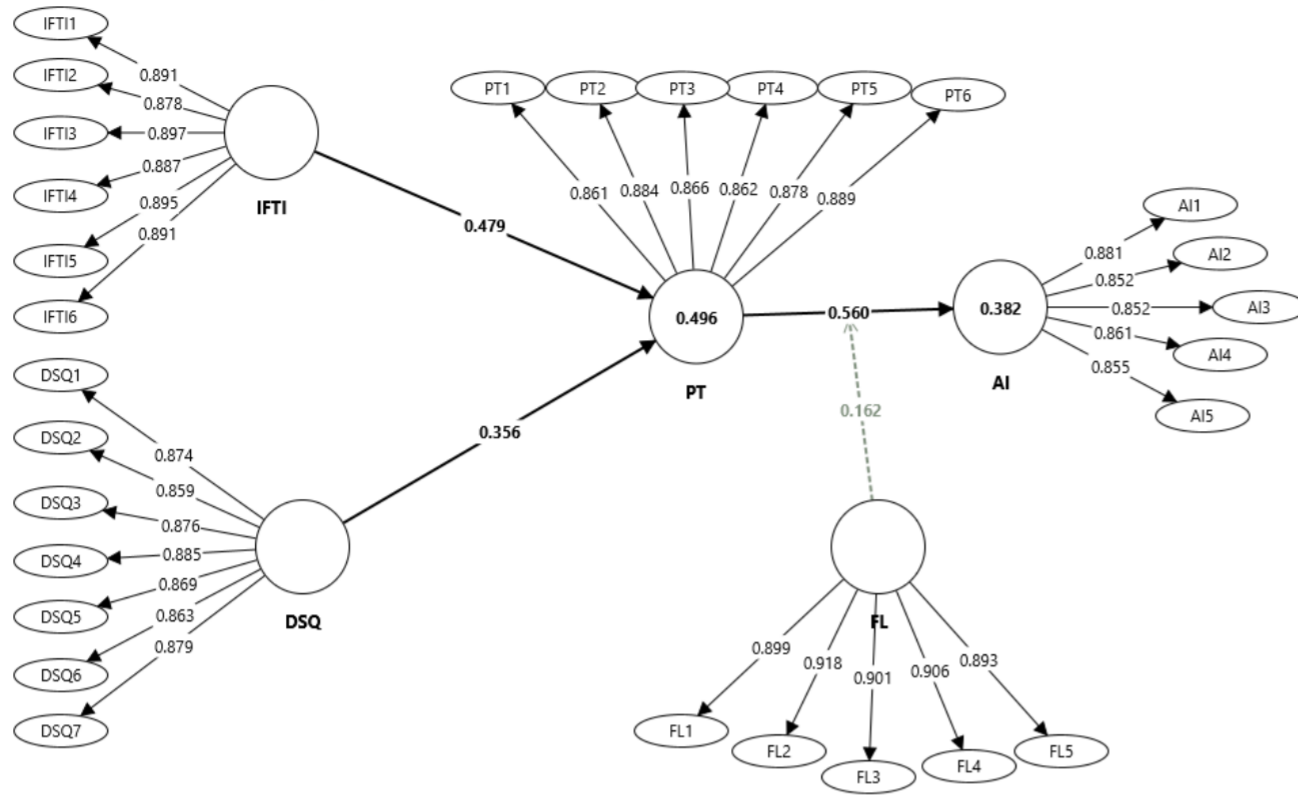 IFTI1
IFTI2
IFTI3
IFTI4
IFTI5
IFTI6
0.891
0.878
0.897
0.887
0.895
0.891
IFTI
DSQ1
DSQ2
DSQ3
DSQ4
DSQ5
DSQ6
DSQ7
0.874
0.859
0.876
0.885
0.869
0.863
0.879
DSQ
0.479
0.356
PT1 PT2 PT3 PT4 PT5 PT6
0.861 0.884 0.866 0.862 0.878 0.889
0.496
PT
0.560
0.162
0.382
AI
0.881
0.852
0.852
0.861
0.855
AI1
AI2
AI3
AI4
AI5
FL
0.899 0.918 0.901 0.906 0.893
FL1 FL2 FL3 FL4 FL5